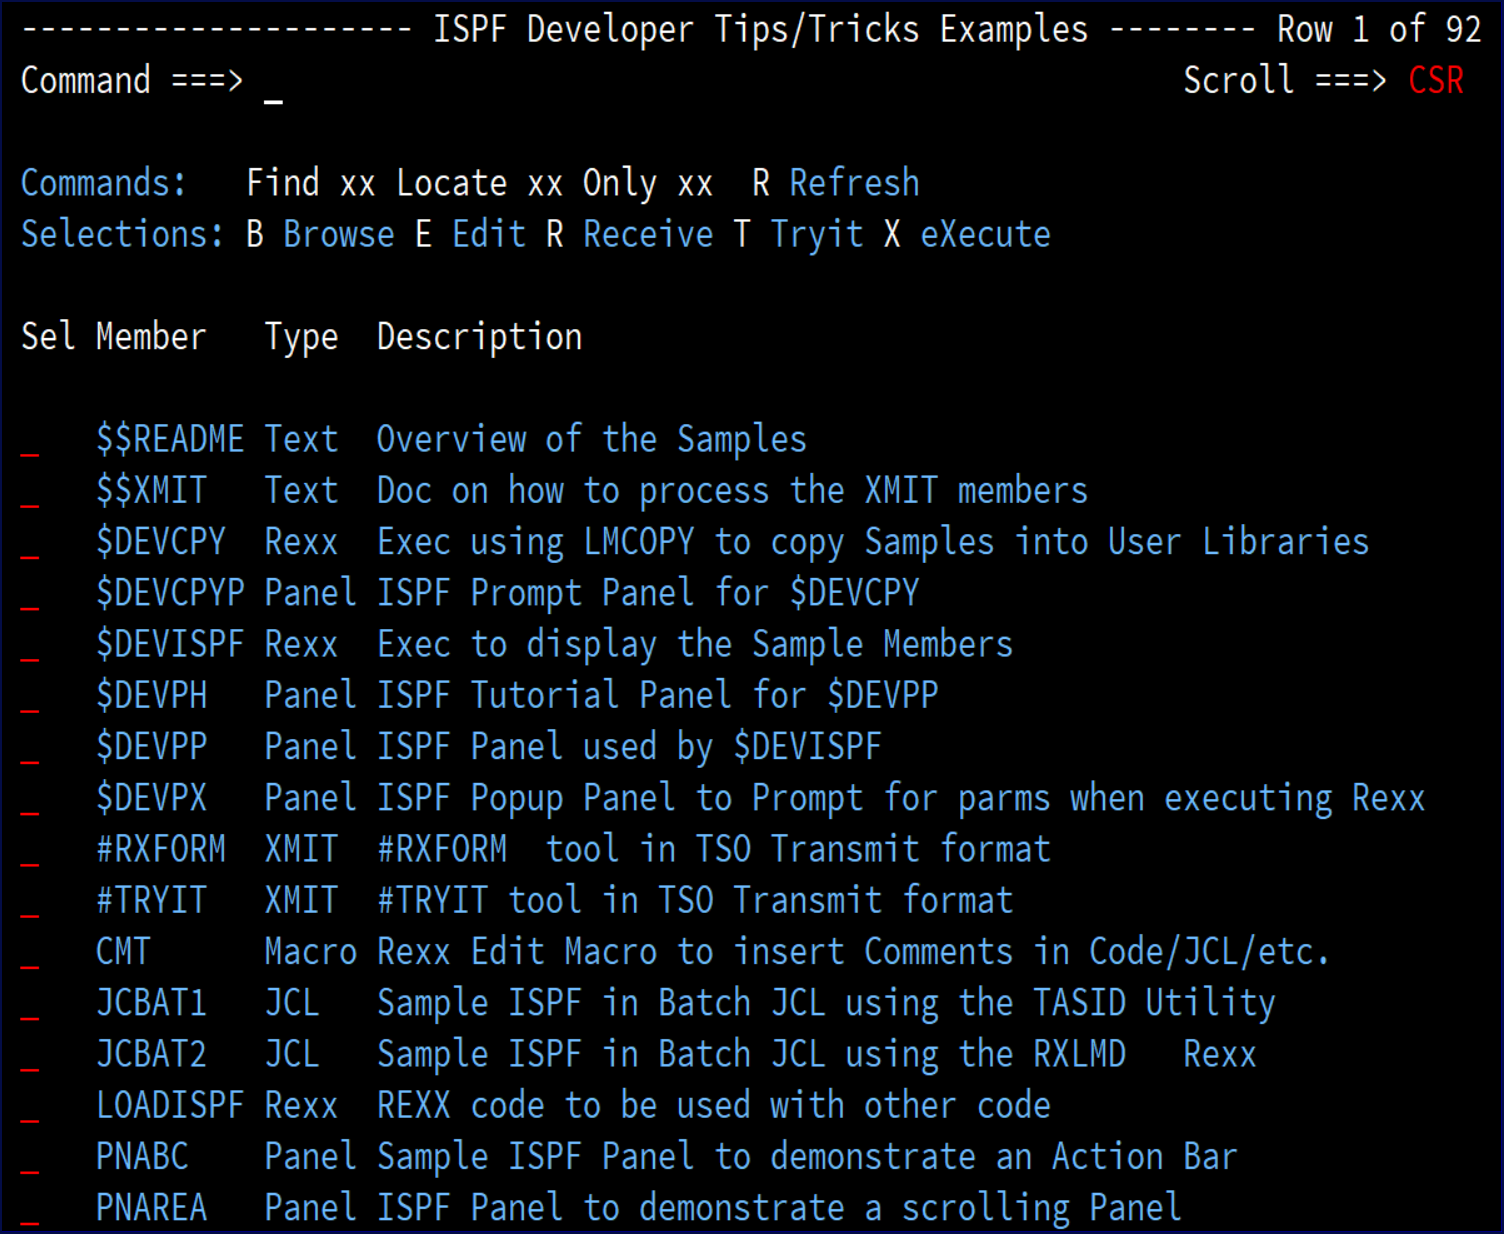 --------------------- ISPF Developer Tips/Tricks Examples -------- Row 1 of 92
Command ===> _                                                Scroll ===> CSR
Commands:   Find xx Locate xx Only xx  R Refresh
Selections: B Browse E Edit R Receive T Tryit X eXecute
Sel Member   Type  Description
_   $$README Text  Overview of the Samples
_   $$XMIT   Text  Doc on how to process the XMIT members
_   $DEVCPY  Rexx  Exec using LMCOPY to copy Samples into User Libraries
_   $DEVCPYP Panel ISPF Prompt Panel for $DEVCPY
_   $DEVISPF Rexx  Exec to display the Sample Members
_   $DEVPH   Panel ISPF Tutorial Panel for $DEVPP
_   $DEVPP   Panel ISPF Panel used by $DEVISPF
_   $DEVPX   Panel ISPF Popup Panel to Prompt for parms when executing Rexx
_   #RXFORM  XMIT  #RXFORM  tool in TSO Transmit format
_   #TRYIT   XMIT  #TRYIT tool in TSO Transmit format
_   CMT      Macro Rexx Edit Macro to insert Comments in Code/JCL/etc.
_   JCBAT1   JCL   Sample ISPF in Batch JCL using the TASID Utility
_   JCBAT2   JCL   Sample ISPF in Batch JCL using the RXLMD   Rexx
_   LOADISPF Rexx  REXX code to be used with other code
_   PNABC    Panel Sample ISPF Panel to demonstrate an Action Bar
_   PNAREA   Panel ISPF Panel to demonstrate a scrolling Panel